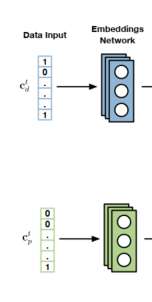 Data Input
Embeddings
Network
1
0
.
.
.
1
c_d^t
0
0
.
.
.
1
c_p^t